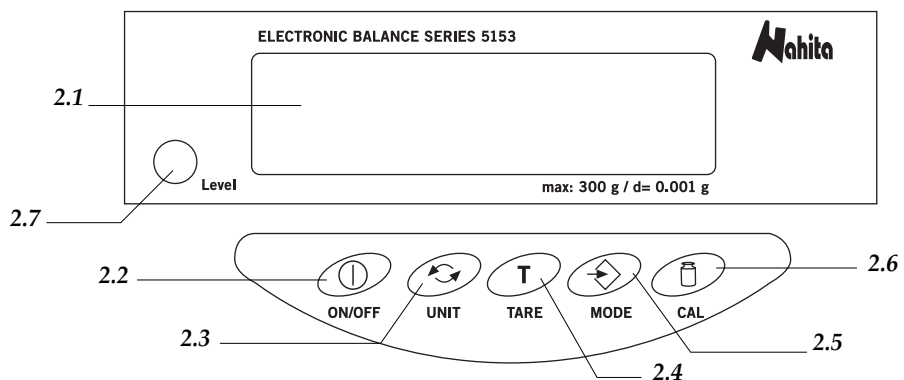 ELECTRONIC BALANCE SERIES 5153
Nahita
2.1
Level
max: 300 g / d= 0.001 g
2.7
2.2
2.6
T
ON/OFF UNIT TARE MODE CAL
2.3
2.5
2.4